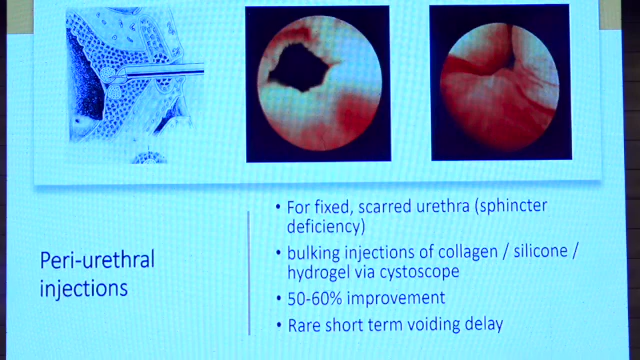 Peri-urethral
injections
• For fixed, scarred urethra (sphincter
deficiency)
• bulking injections of collagen / silicone /
hydrogel via cystoscope
• 50-60% improvement
• Rare short term voiding delay